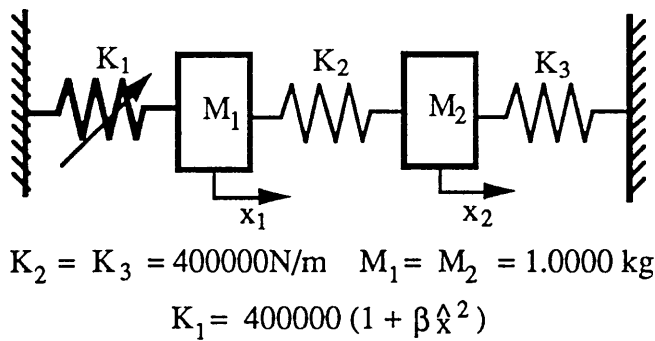 K₁ M₁ K₂ M₂ K₃
x₁ x₂
K₂ = K₃ = 400000N/m M₁= M₂ = 1.0000 kg
K₁= 400000 (1 + β x̂ ²)